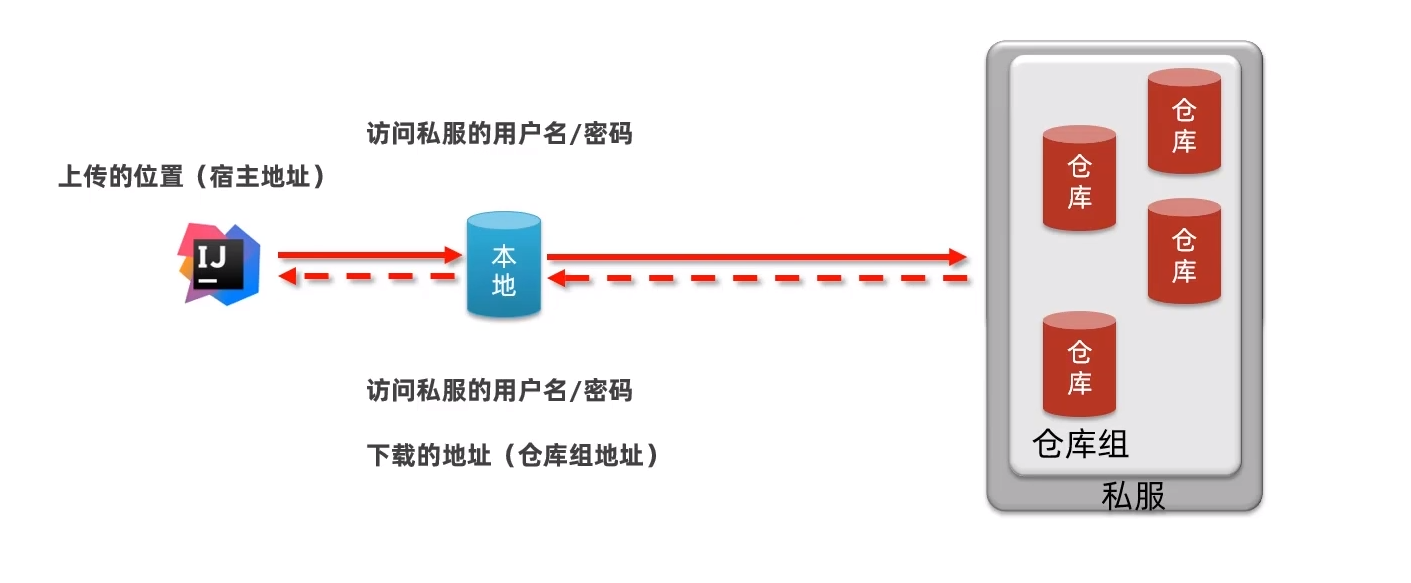 访问私服的用户名/密码
上传的位置（宿主地址）
IJ
本
地
仓
库
仓
库
仓
库
仓
库
访问私服的用户名/密码
下载的地址（仓库组地址）
仓库组
私服